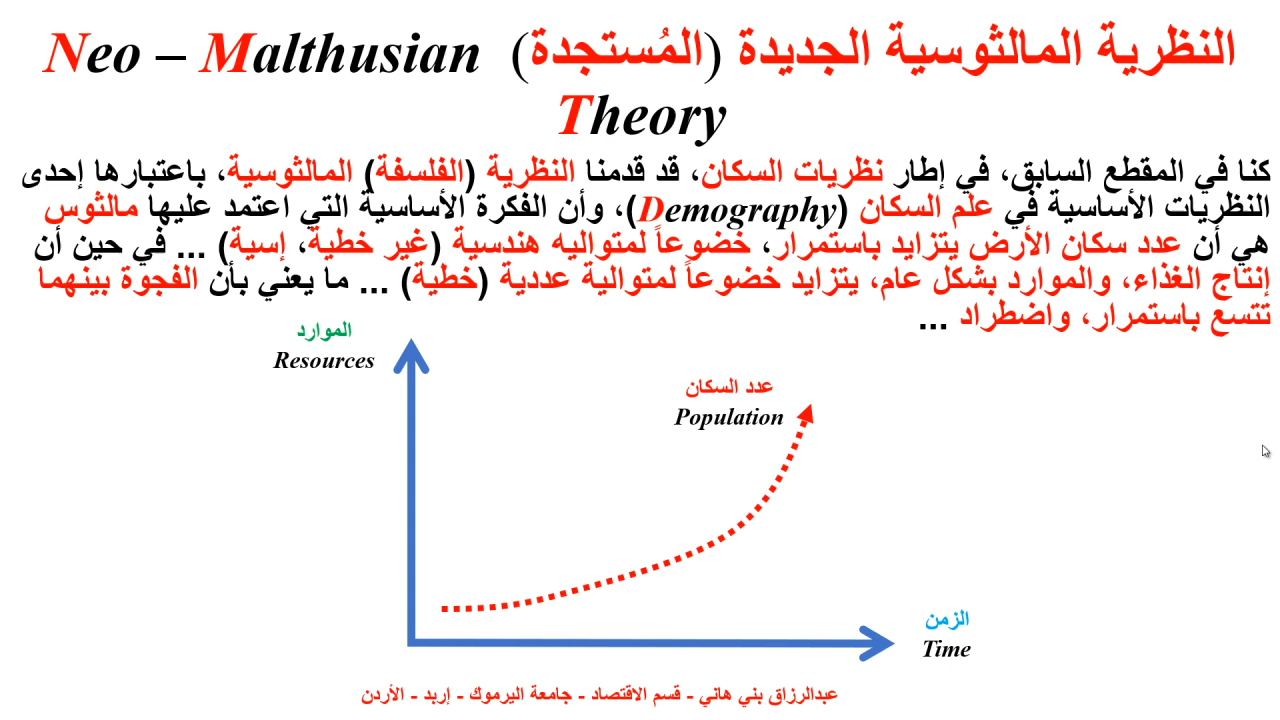 النظرية المالثوسية الجديدة (المُستجدة) Neo – Malthusian
Theory
كنا في المقطع السابق، في إطار نظريات السكان، قد قدمنا النظرية (الفلسفة) المالثوسية، باعتبارها إحدى
النظريات الأساسية في علم السكان (Demography)، وأن الفكرة الأساسية التي اعتمد عليها مالثوس
هي أن عدد سكان الأرض يتزايد باستمرار، خضوعاً لمتواليه هندسية (غير خطية، إسية) ... في حين أن
إنتاج الغذاء، والموارد بشكل عام، يتزايد خضوعاً لمتوالية عددية (خطية) ... ما يعني بأن الفجوة بينهما
تتسع باستمرار، واضطراد ...
الموارد
Resources
عدد السكان
Population
الزمن
Time
عبدالرزاق بني هاني - قسم الاقتصاد - جامعة اليرموك - إربد - الأردن